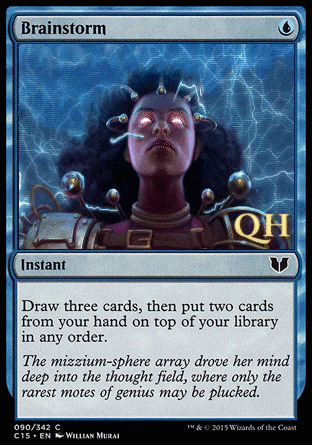 Brainstorm
QH
Instant
Draw three cards, then put two cards
from your hand on top of your library
in any order.
The mizzium-sphere array drove her mind
deep into the thought field, where only the
rarest motes of genius may be plucked.
090/342 C
C15 • EN Willian Murai
™ & © 2015 Wizards of the Coast